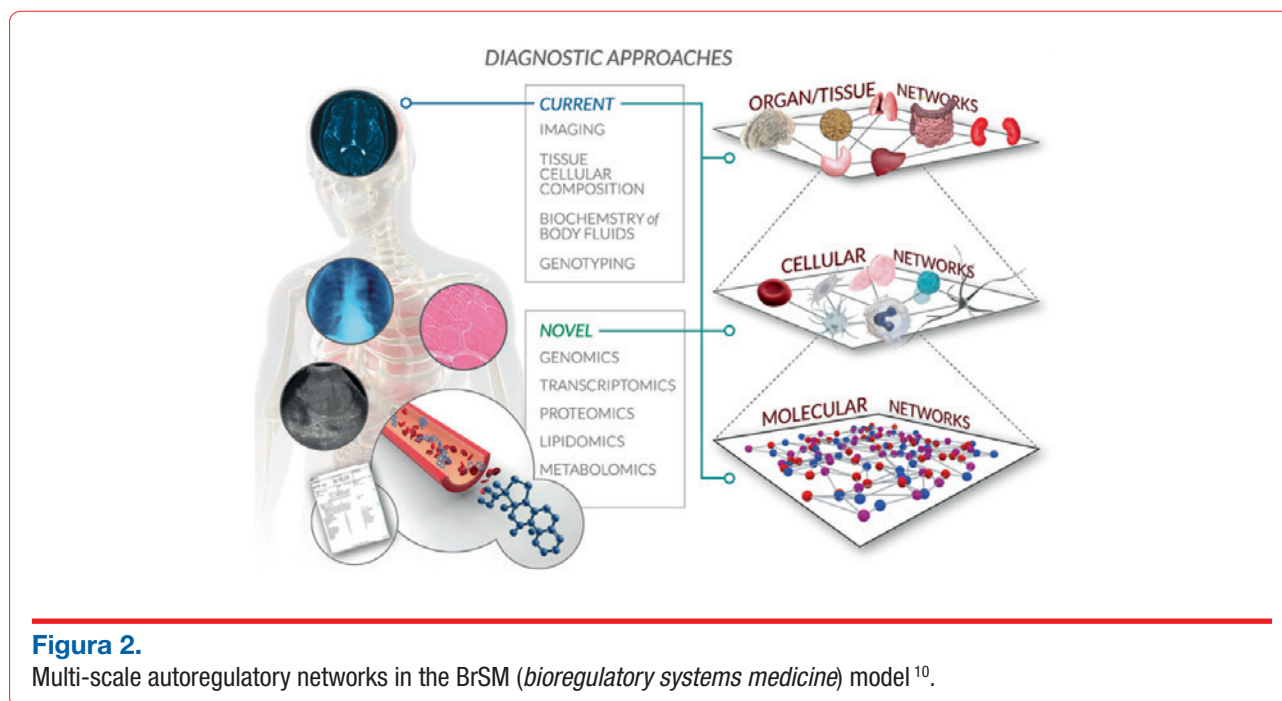 DIAGNOSTIC APPROACHES
CURRENT
IMAGING
TISSUE
CELLULAR
COMPOSITION
BIOCHEMISTRY of
BODY FLUIDS
GENOTYPING
NOVEL
GENOMICS
TRANSCRIPTOMICS
PROTEOMICS
LIPIDOMICS
METABOLOMICS
ORGAN/TISSUE NETWORKS
CELLULAR NETWORKS
MOLECULAR NETWORKS
Figura 2.
Multi-scale autoregulatory networks in the BrSM (bioregulatory systems medicine) model 10.